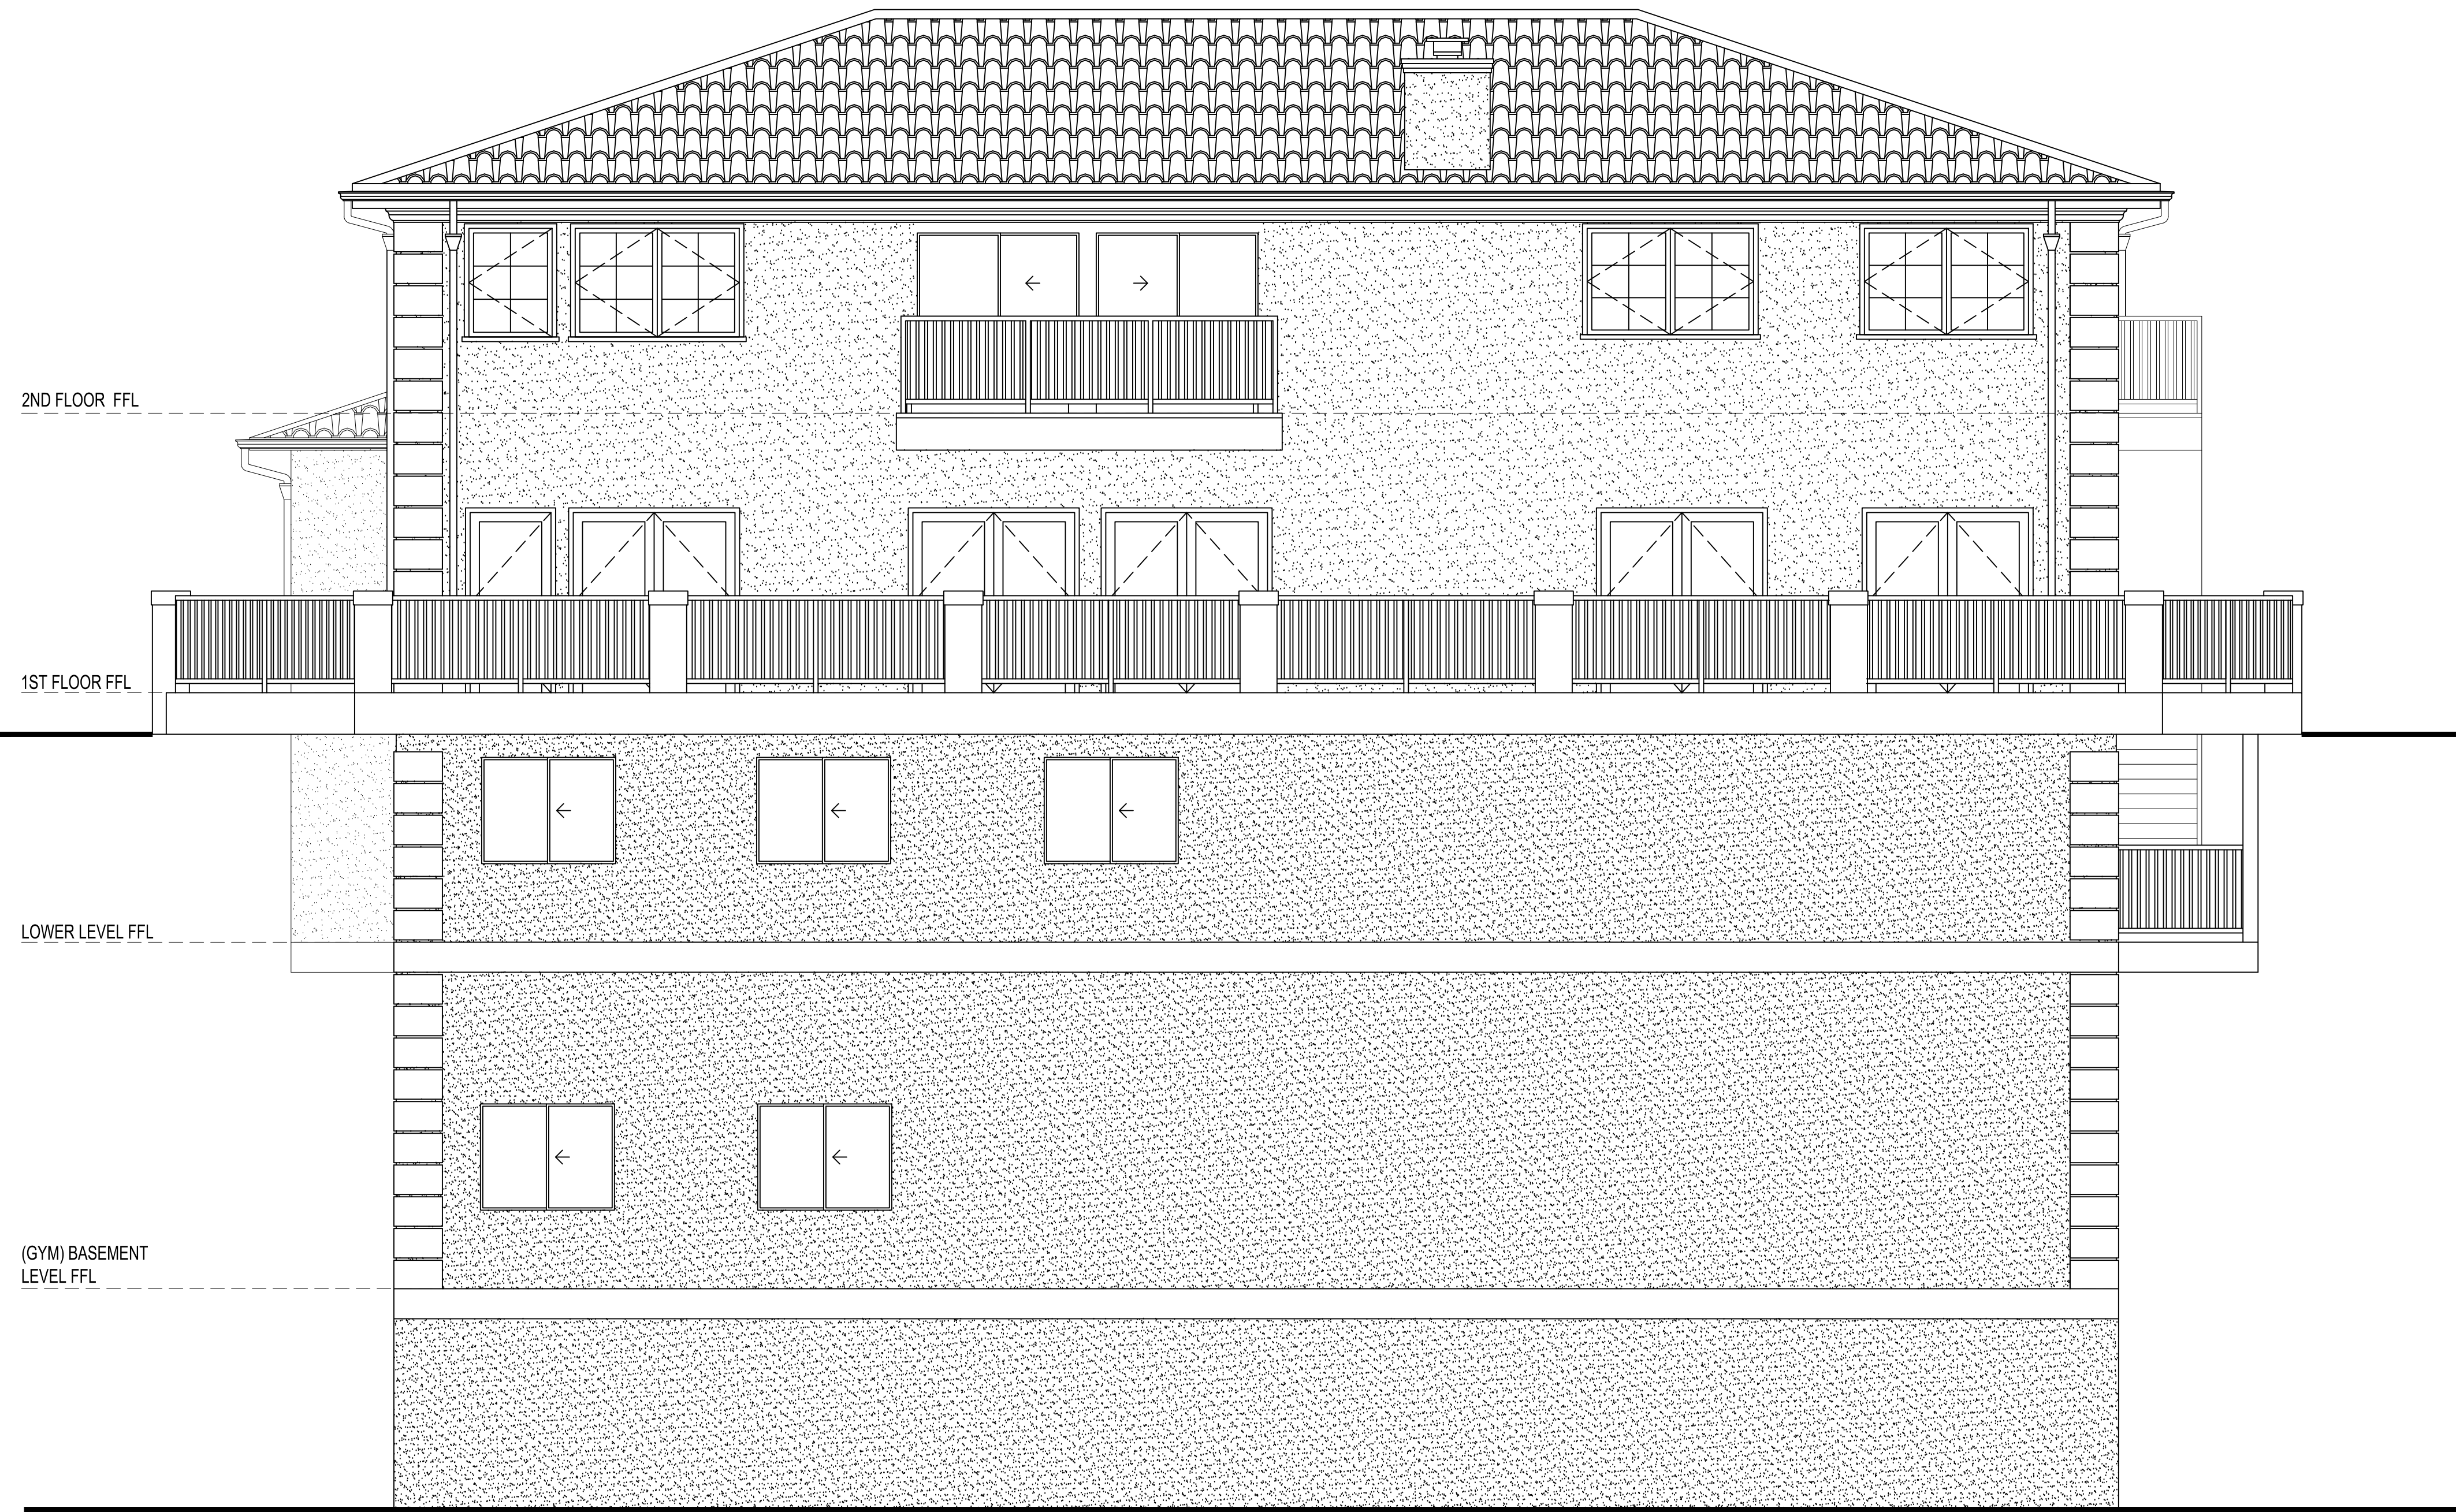 2ND FLOOR  FFL
1ST FLOOR FFL
LOWER LEVEL FFL
(GYM) BASEMENT
LEVEL FFL